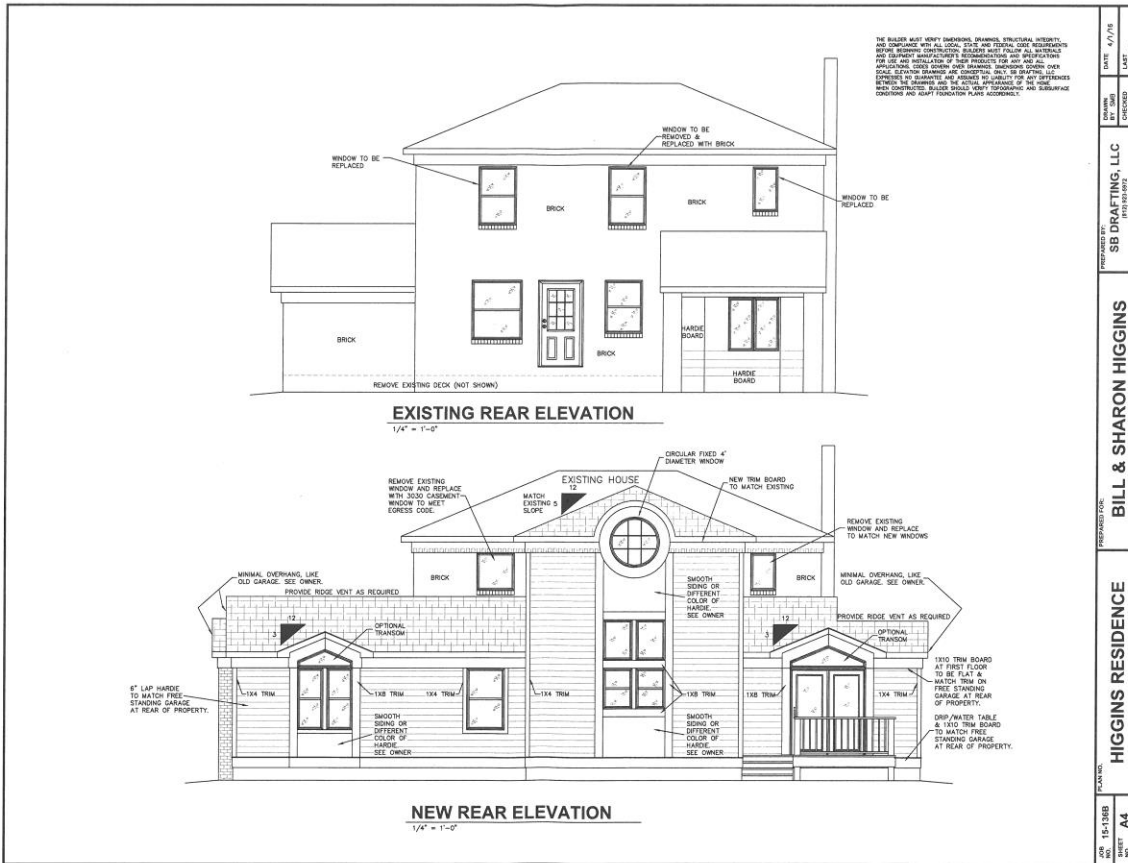 THE BUILDER MUST VERIFY DIMENSIONS, DRAWINGS, STRUCTURAL INTEGRITY,
AND COMPLIANCE WITH ALL LOCAL, STATE AND FEDERAL CODE REQUIREMENTS
BEFORE BEGINNING CONSTRUCTION. BUILDERS MUST FOLLOW ALL MATERIALS
AND EQUIPMENT MANUFACTURER'S RECOMMENDATIONS AND SPECIFICATIONS
FOR USE AND INSTALLATION OF THEIR PRODUCTS FOR ANY AND ALL
APPLICATIONS. CODES GOVERN OVER DRAWINGS. DIMENSIONS GOVERN OVER
SCALE. ELEVATION DRAWINGS ARE CONCEPTUAL ONLY. SB DRAFTING, LLC
EXPRESSES NO GUARANTEE AND ASSUMES NO LIABILITY FOR ANY DIFFERENCES
BETWEEN THE DRAWINGS AND THE ACTUAL APPEARANCE OF THE HOME
WHEN CONSTRUCTED. BUILDER SHOULD VERIFY TOPOGRAPHIC AND SUBSURFACE
CONDITIONS AND ADAPT FOUNDATION PLANS ACCORDINGLY.
WINDOW TO BE
REPLACED
WINDOW TO BE
REMOVED &
REPLACED WITH BRICK
WINDOW TO BE
REPLACED
BRICK
BRICK
BRICK
BRICK
HARDIE
BOARD
HARDIE
BOARD
REMOVE EXISTING DECK (NOT SHOWN)
EXISTING REAR ELEVATION
1/4" = 1'-0"
CIRCULAR FIXED 4'
DIAMETER WINDOW
EXISTING HOUSE
REMOVE EXISTING
WINDOW AND REPLACE
WITH 3030 CASEMENT
WINDOW TO MEET
EGRESS CODE.
MATCH
EXISTING
SLOPE
12
5
NEW TRIM BOARD
TO MATCH EXISTING
REMOVE EXISTING
WINDOW AND REPLACE
TO MATCH NEW WINDOWS
BRICK
BRICK
MINIMAL OVERHANG, LIKE
OLD GARAGE. SEE OWNER.
PROVIDE RIDGE VENT AS REQUIRED
SMOOTH
SIDING OR
DIFFERENT
COLOR OF
HARDIE.
SEE OWNER
MINIMAL OVERHANG, LIKE
OLD GARAGE. SEE OWNER.
PROVIDE RIDGE VENT AS REQUIRED
12
3
OPTIONAL
TRANSOM
12
3
OPTIONAL
TRANSOM
6" LAP HARDIE
TO MATCH FREE
STANDING GARAGE
AT REAR OF PROPERTY.
1X4 TRIM
1X8 TRIM
1X4 TRIM
1X4 TRIM
1X8 TRIM
1X8 TRIM
1X4 TRIM
1X10 TRIM BOARD
AT FIRST FLOOR
TO BE FLAT &
MATCH TRIM ON
FREE STANDING
GARAGE AT REAR
OF PROPERTY.
SMOOTH
SIDING OR
DIFFERENT
COLOR OF
HARDIE.
SEE OWNER
SMOOTH
SIDING OR
DIFFERENT
COLOR OF
HARDIE.
SEE OWNER
DRIP/WATER TABLE
& 1X10 TRIM BOARD
TO MATCH FREE
STANDING GARAGE
AT REAR OF PROPERTY.
NEW REAR ELEVATION
1/4" = 1'-0"
JOB NO. 15-136B
SHEET NO. A4
PLAN NO.
HIGGINS RESIDENCE
PREPARED FOR:
BILL & SHARON HIGGINS
PREPARED BY:
SB DRAFTING, LLC
DRAWN BY SMB
DATE 4/1/16
CHECKED
LAST